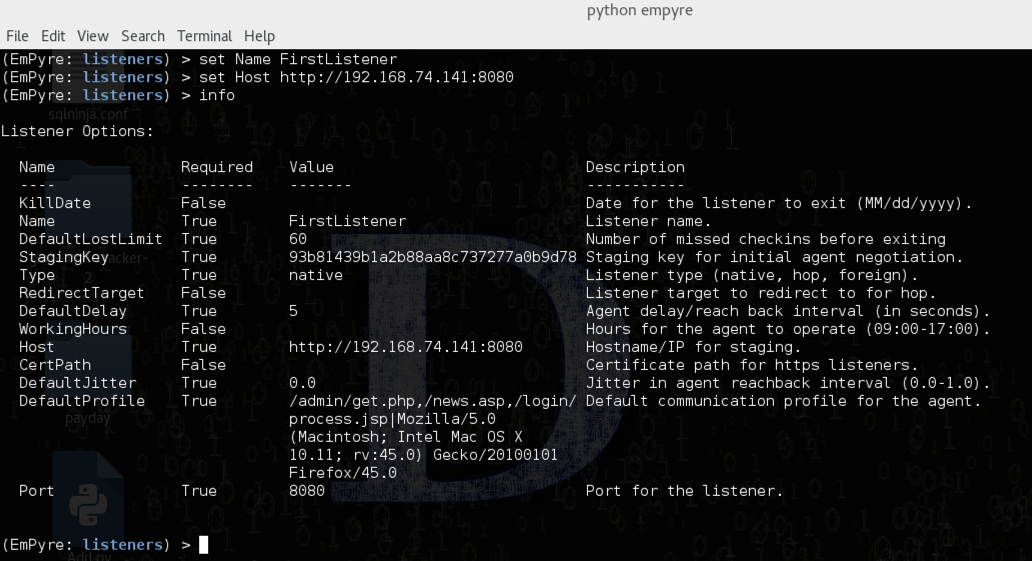 python empyre
File Edit View Search Terminal Help
(EmPyre: listeners) > set Name FirstListener
(EmPyre: listeners) > set Host http://192.168.74.141:8080
(EmPyre: listeners) > info
sqlninja.conf
Listener Options:
Name Required Value Description
---- -------- ------- -----------
KillDate False Date for the listener to exit (MM/dd/yyyy).
Name True FirstListener Listener name.
DefaultLostLimit True 60 Number of missed checkins before exiting
StagingKey True 93b81439b1a2b88aa8c737277a0b9d78 Staging key for initial agent negotiation.
Type True native Listener type (native, hop, foreign).
RedirectTarget False Listener target to redirect to for hop.
DefaultDelay True 5 Agent delay/reach back interval (in seconds).
WorkingHours False Hours for the agent to operate (09:00-17:00).
Host True http://192.168.74.141:8080 Hostname/IP for staging.
CertPath False Certificate path for https listeners.
DefaultJitter True 0.0 Jitter in agent reachback interval (0.0-1.0).
DefaultProfile True /admin/get.php,/news.asp,/login/ Default communication profile for the agent.
payday
process.jsp|Mozilla/5.0
(Macintosh; Intel Mac OS X
10.11; rv:45.0) Gecko/20100101
Firefox/45.0
Port True 8080 Port for the listener.
(EmPyre: listeners) >